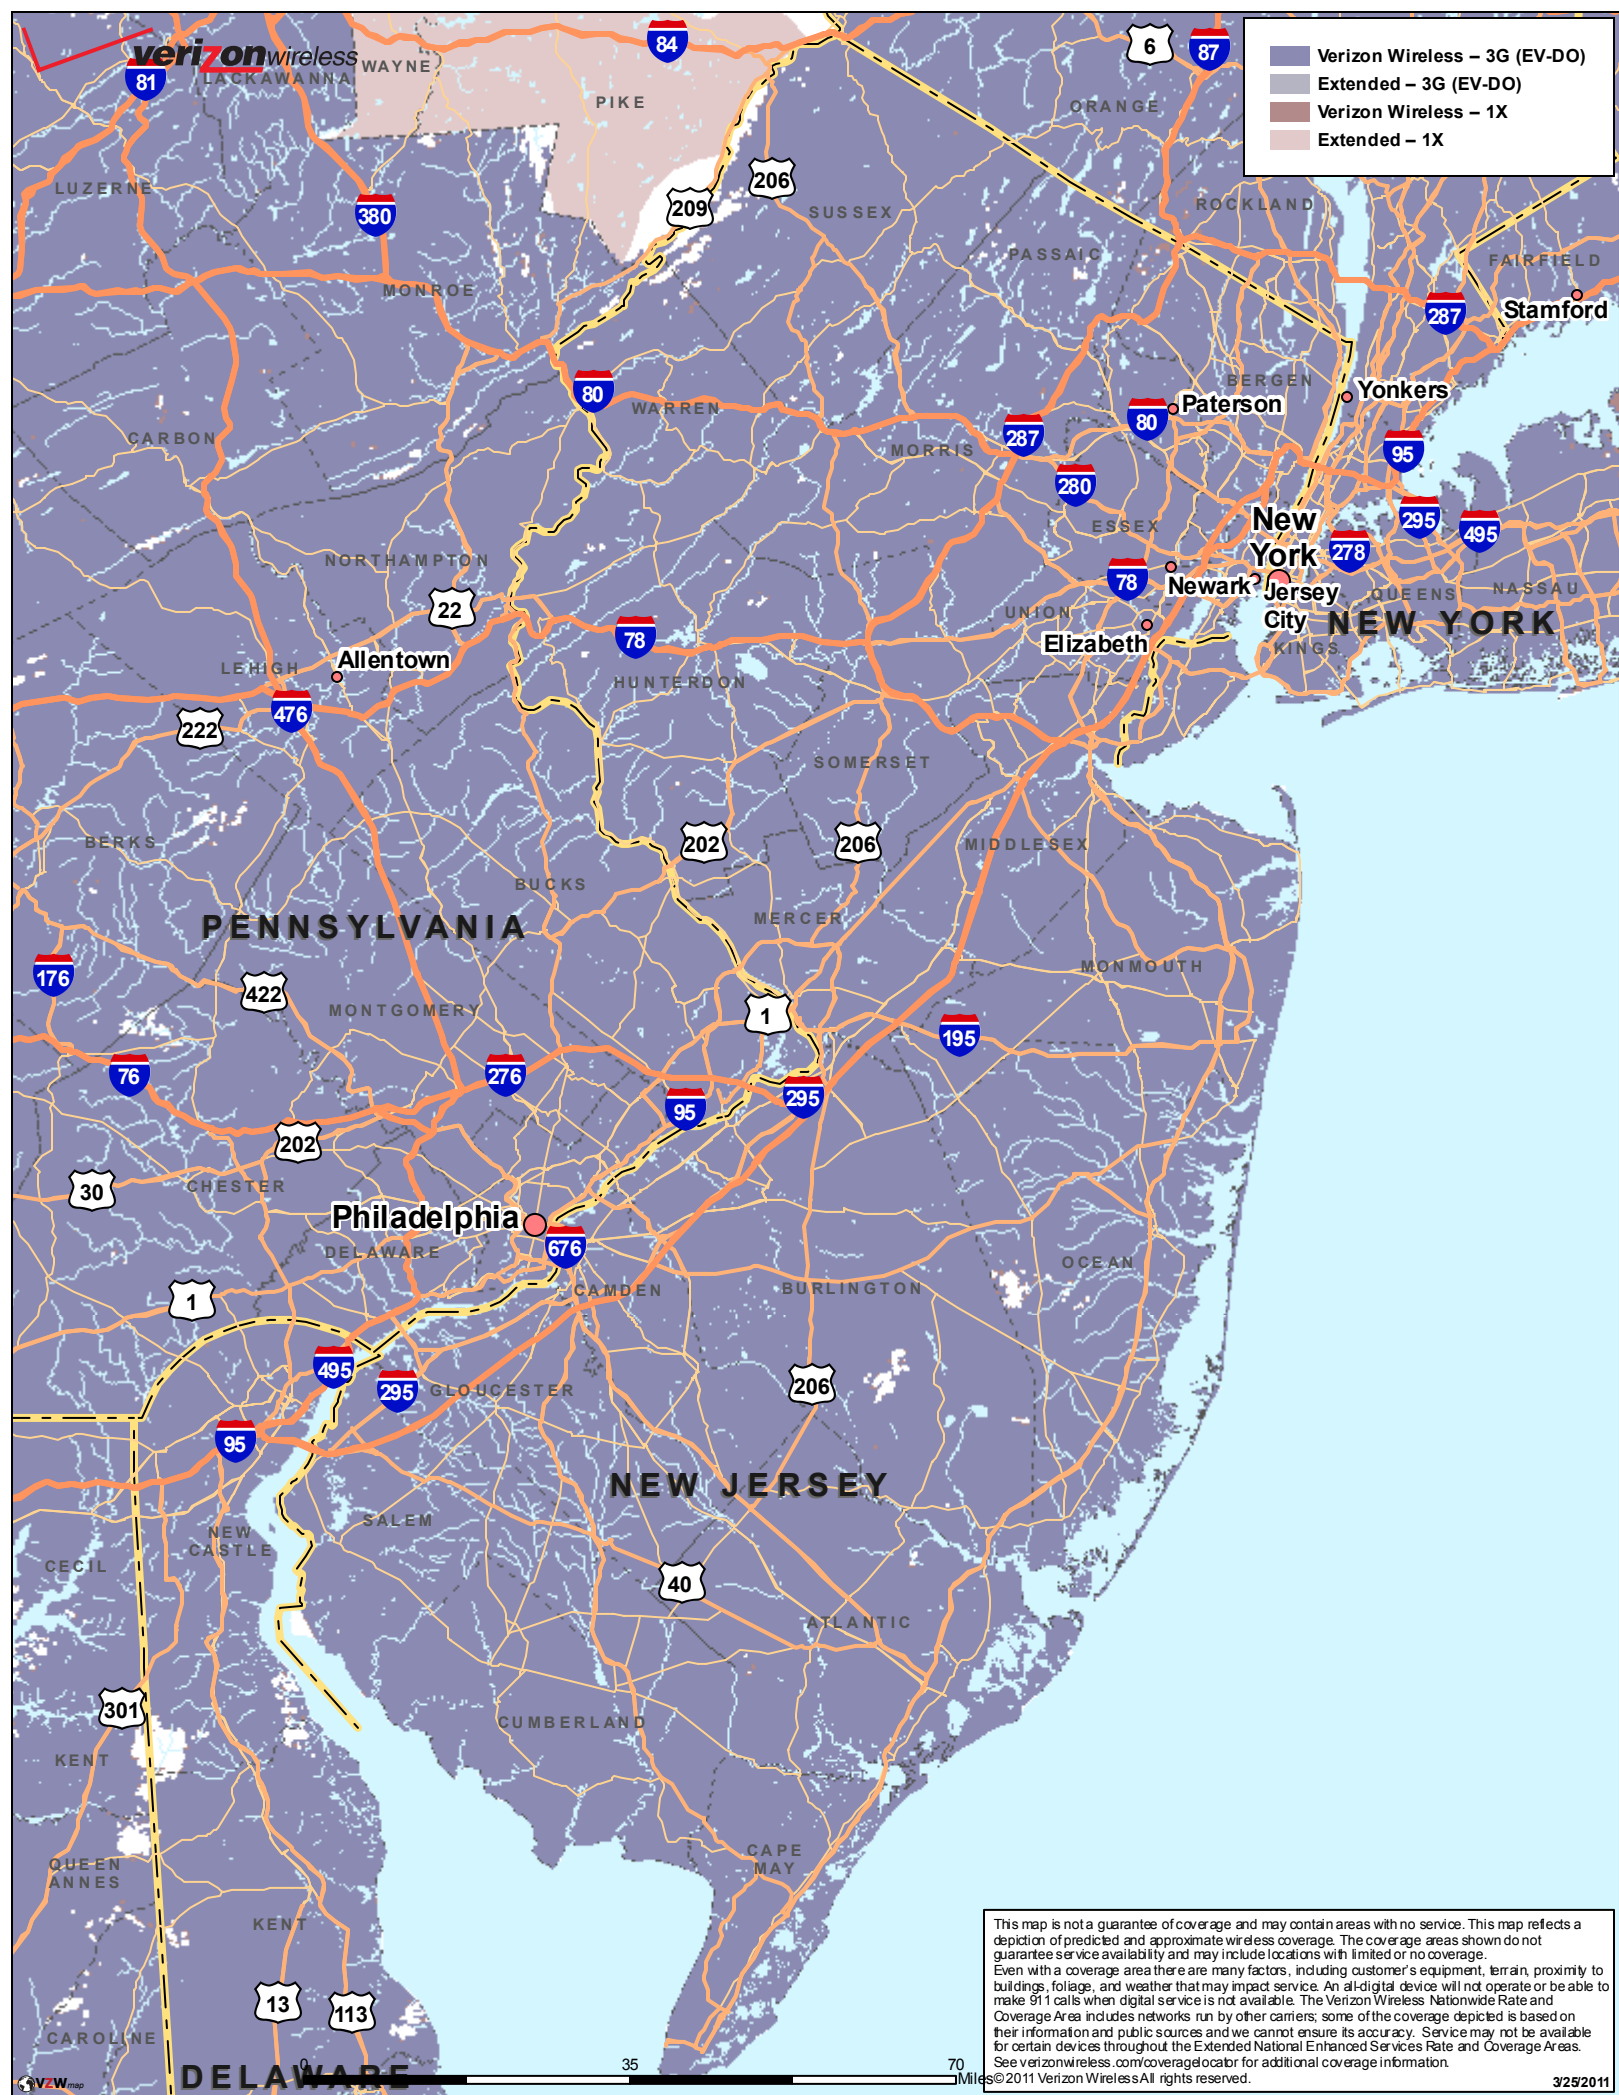 verizonwireless
Verizon Wireless – 3G (EV-DO)
Extended – 3G (EV-DO)
Verizon Wireless – 1X
Extended – 1X
84
6
87
81
LACKAWANNA
WAYNE
PIKE
ORANGE
LUZERNE
380
209
206
SUSSEX
ROCKLAND
PASSAIC
FAIRFIELD
MONROE
287
Stamford
80
WARREN
BERGEN
Yonkers
Paterson
80
CARBON
287
MORRIS
95
280
ESSEX
New
York
295
495
278
NORTHAMPTON
78
Newark
Jersey
City
QUEENS
NASSAU
22
UNION
NEW YORK
78
Elizabeth
KINGS
LEHIGH
Allentown
HUNTERDON
476
222
SOMERSET
BERKS
202
206
MIDDLESEX
BUCKS
PENNSYLVANIA
MERCER
176
MONMOUTH
422
MONTGOMERY
1
195
76
276
95
295
202
30
CHESTER
Philadelphia
DELAWARE
676
OCEAN
CAMDEN
BURLINGTON
1
495
295
GLOUCESTER
206
95
NEW JERSEY
SALEM
NEW
CASTLE
CECIL
40
ATLANTIC
301
CUMBERLAND
KENT
CAPE
MAY
QUEEN
ANNES
KENT
13
113
CAROLINE
DELAWARE
0
35
70
Miles
VZWmap
This map is not a guarantee of coverage and may contain areas with no service. This map reflects a
depiction of predicted and approximate wireless coverage. The coverage areas shown do not
guarantee service availability and may include locations with limited or no coverage.
Even with a coverage area there are many factors, including customer's equipment, terrain, proximity to
buildings, foliage, and weather that may impact service. An all-digital device will not operate or be able to
make 911 calls when digital service is not available. The Verizon Wireless Nationwide Rate and
Coverage Area includes networks run by other carriers; some of the coverage depicted is based on
their information and public sources and we cannot ensure its accuracy. Service may not be available
for certain devices throughout the Extended National Enhanced Services Rate and Coverage Areas.
See verizonwireless.com/coveragelocator for additional coverage information.
©2011 Verizon Wireless All rights reserved.
3/25/2011